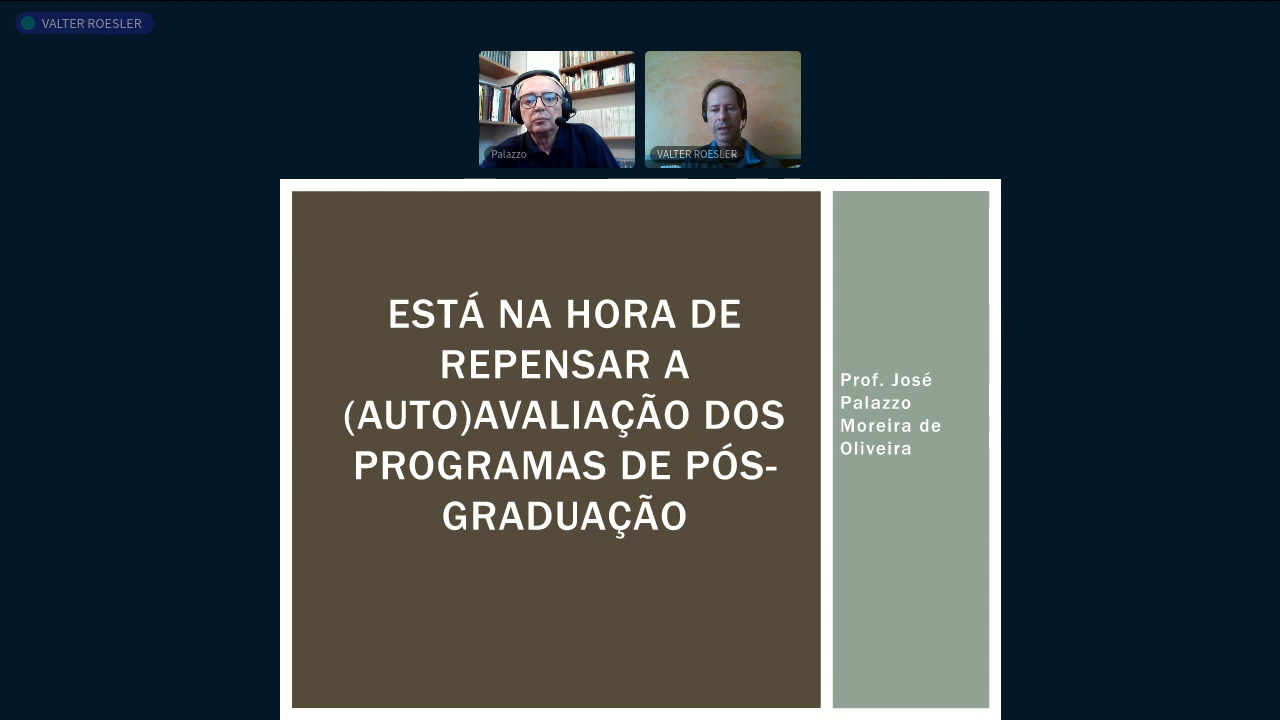 VALTER ROESLER
Palazzo
VALTER ROESLER
ESTÁ NA HORA DE
REPENSAR A
(AUTO)AVALIAÇÃO DOS
PROGRAMAS DE PÓS-
GRADUAÇÃO
Prof. José
Palazzo
Moreira de
Oliveira